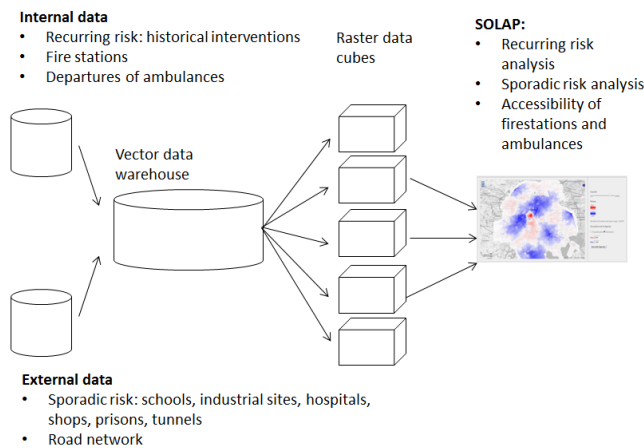 Internal data
• Recurring risk: historical interventions
• Fire stations
• Departures of ambulances
Raster data
cubes
SOLAP:
• Recurring risk
analysis
• Sporadic risk analysis
• Accessibility of
firestations and
ambulances
Vector data
warehouse
External data
• Sporadic risk: schools, industrial sites, hospitals,
shops, prisons, tunnels
• Road network